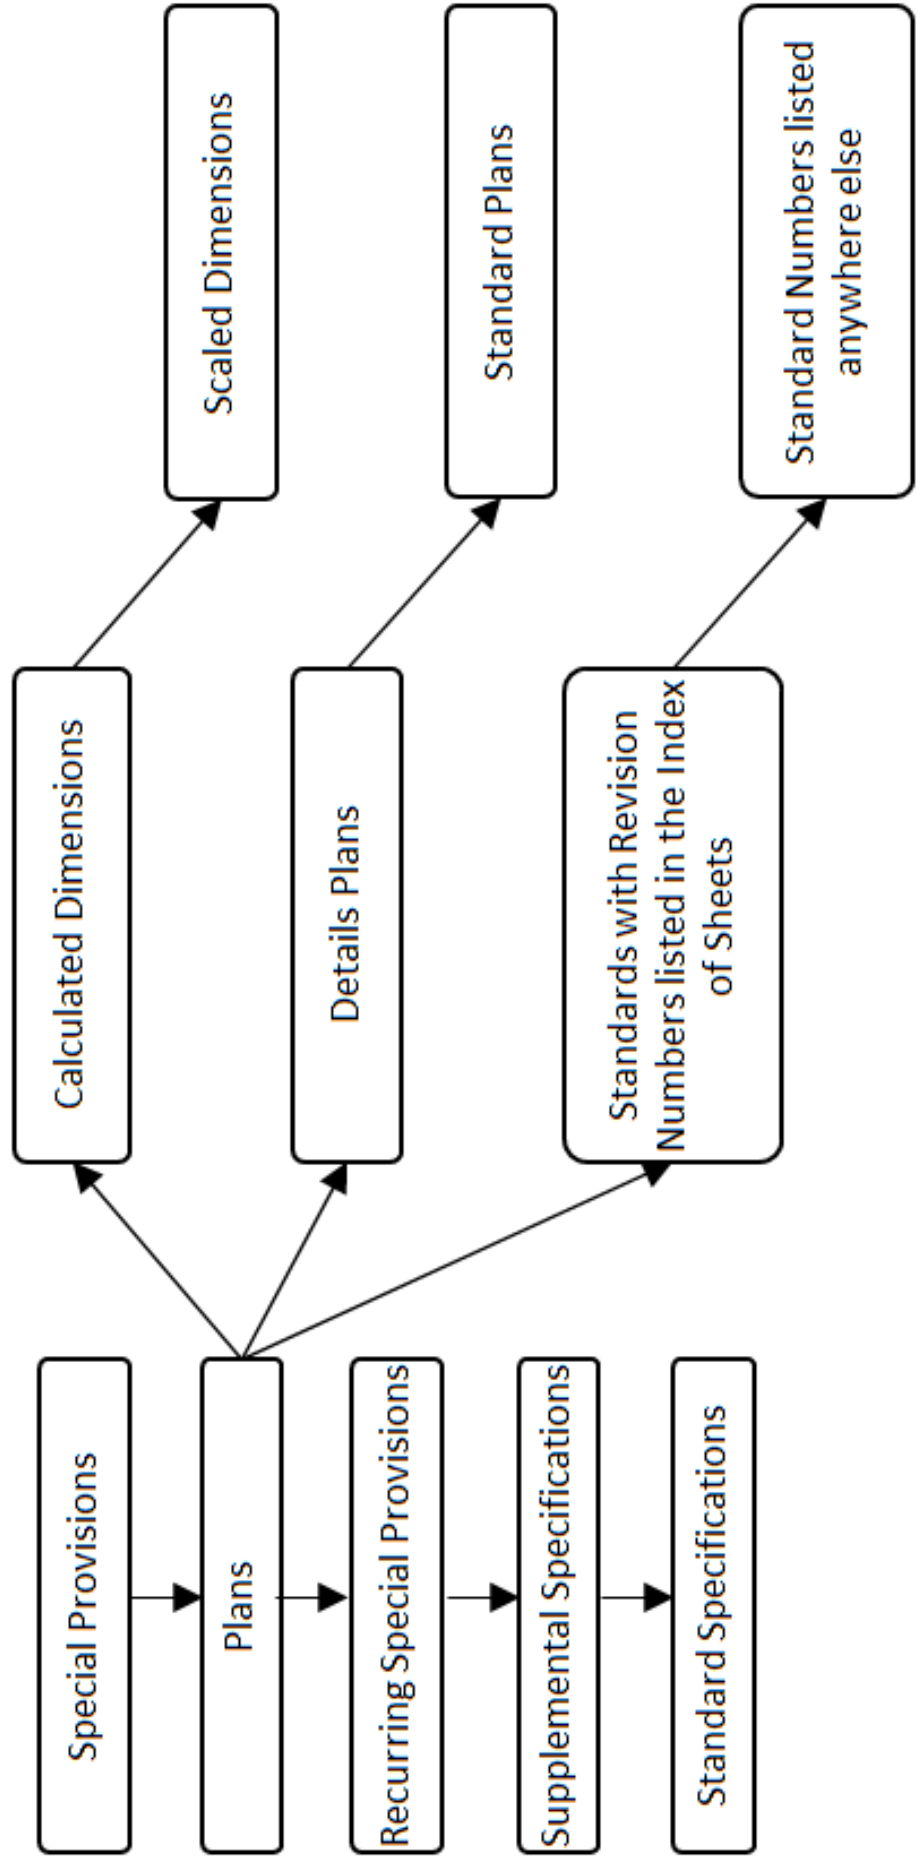 Special Provisions
Plans
Recurring Special Provisions
Supplemental Specifications
Standard Specifications
Calculated Dimensions
Details Plans
Standards with Revision
Numbers listed in the Index
of Sheets
Scaled Dimensions
Standard Plans
Standard Numbers listed
anywhere else